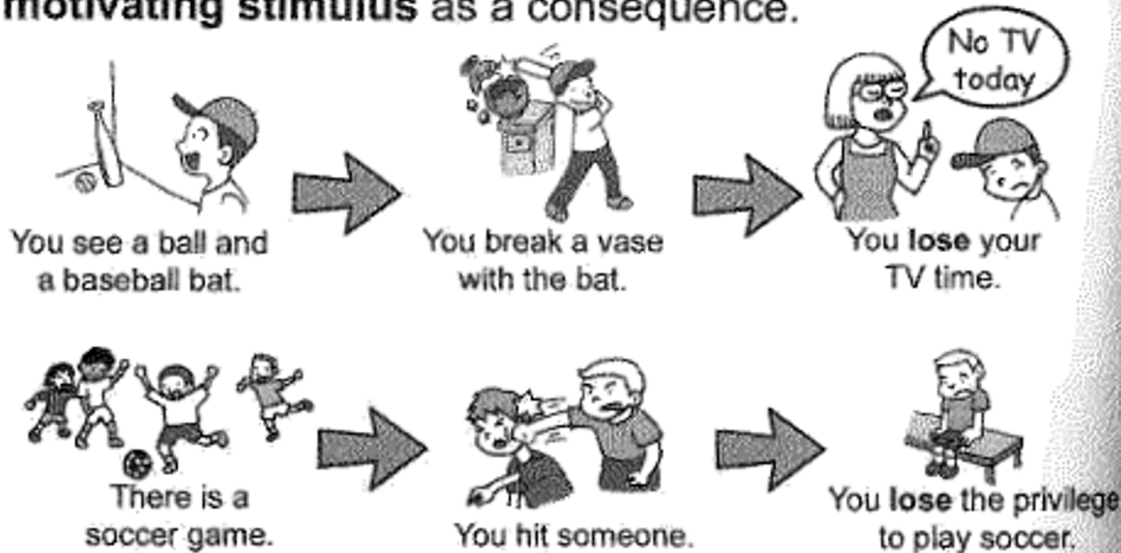 motivating stimulus as a consequence.
No TV
today
You see a ball and
a baseball bat.
You break a vase
with the bat.
You lose your
TV time.
There is a
soccer game.
You hit someone.
You lose the privilege
to play soccer.